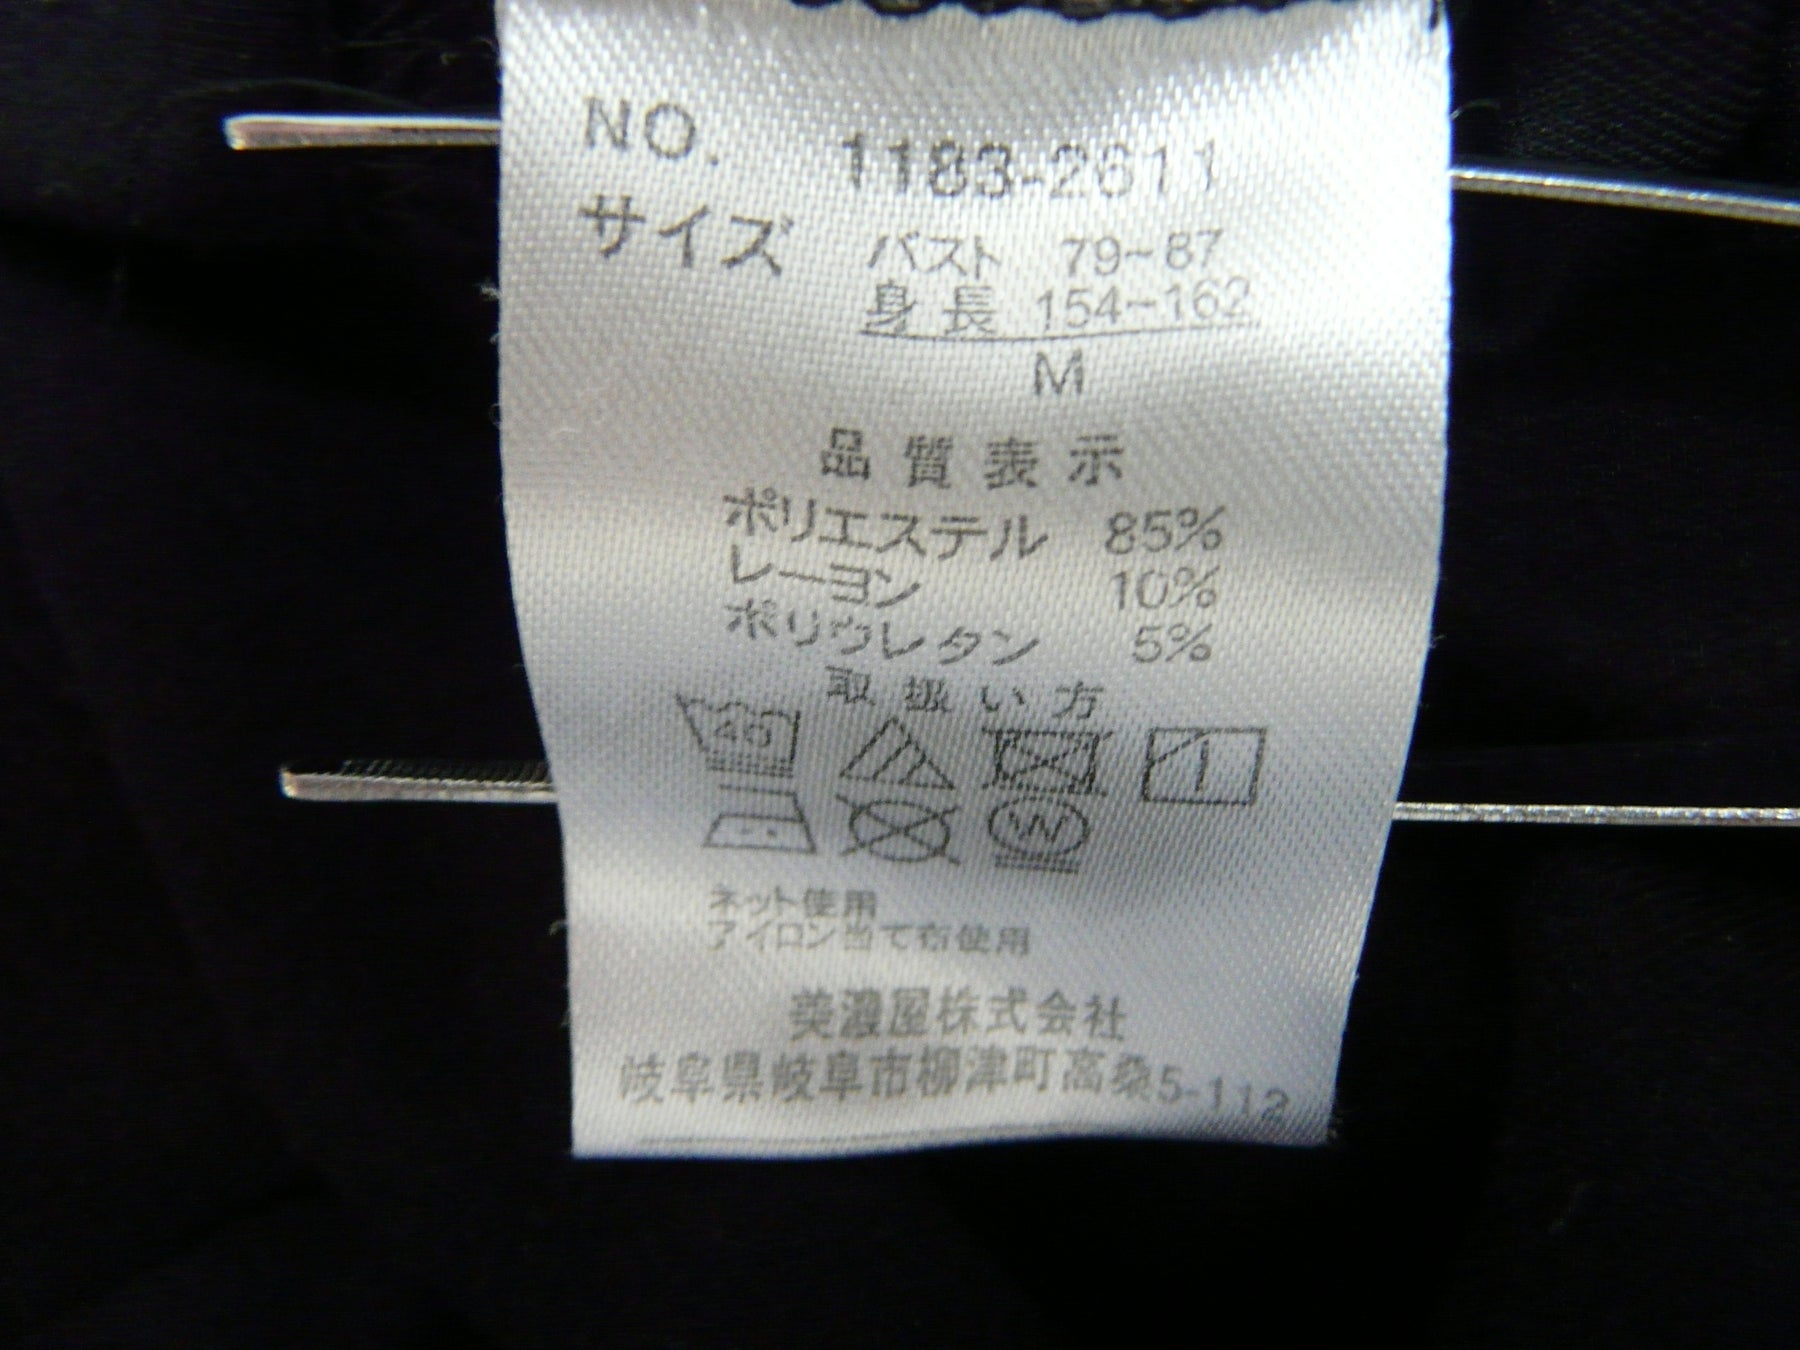 NO. 1183-2611
サイズ バスト 79~87
身長 154~162
M
品質表示
ポリエステル 85%
レーヨン 10%
ポリウレタン 5%
取扱い方
40
W
ネット使用
アイロン当て布使用
美濃屋株式会社
岐阜県岐阜市柳津町高桑5-112